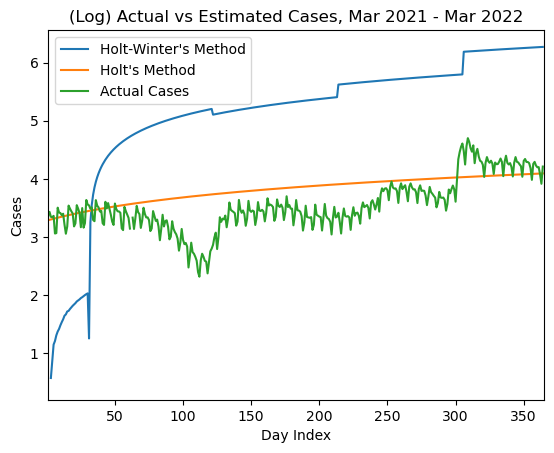 (Log) Actual vs Estimated Cases, Mar 2021 - Mar 2022
Holt-Winter's Method
Holt's Method
Actual Cases
6
5
4
3
2
1
Cases
50 100 150 200 250 300 350
Day Index